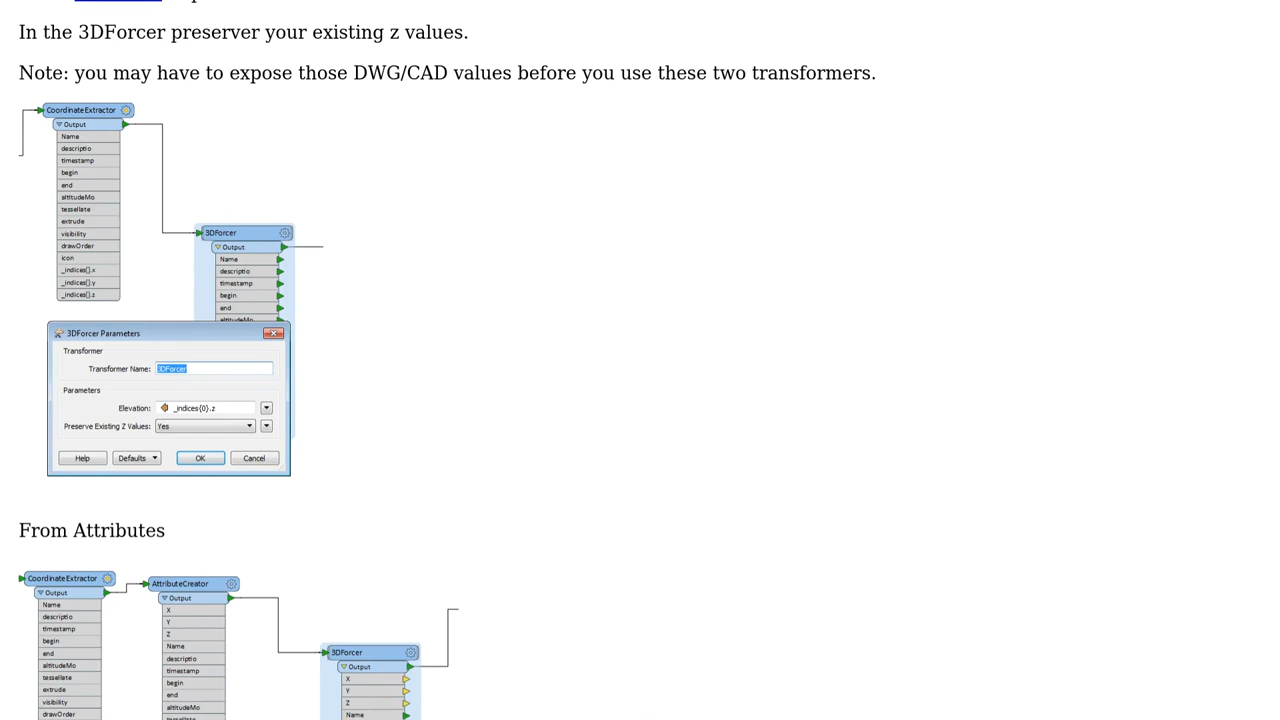 In the 3DForcer preserver your existing z values.
Note: you may have to expose those DWG/CAD values before you use these two transformers.
CoordinateExtractor
Output
Name
descriptio
timestamp
begin
end
altitudeMo
tessellate
extrude
visibility
drawOrder
icon
_indices{}.x
_indices{}.y
_indices{}.z
3DForcer
Output
Name
descriptio
timestamp
begin
end
altitudeMo
3DForcer Parameters
Transformer
Transformer Name: 3DForcer
Parameters
Elevation: _indices{0}.z
Preserve Existing Z Values: Yes
Help Defaults OK Cancel
From Attributes
CoordinateExtractor
Output
Name
descriptio
timestamp
begin
end
altitudeMo
tessellate
extrude
visibility
drawOrder
AttributeCreator
Output
X
Y
Z
Name
descriptio
timestamp
begin
end
altitudeMo
tessellate
3DForcer
Output
X
Y
Z
Name